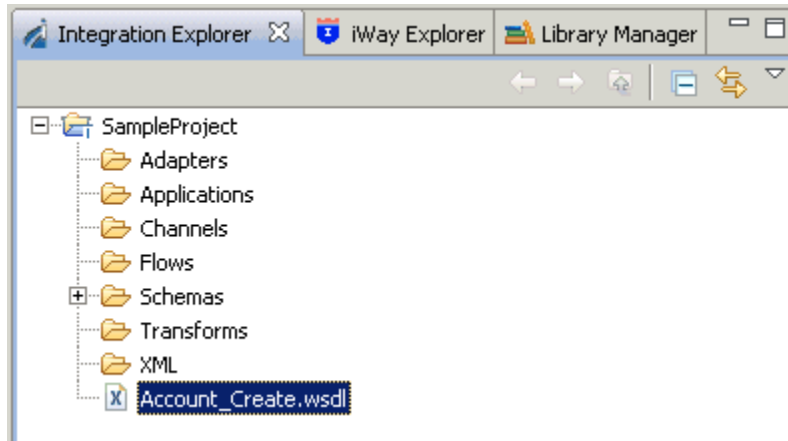 Integration Explorer iWay Explorer Library Manager
SampleProject
Adapters
Applications
Channels
Flows
Schemas
Transforms
XML
Account_Create.wsdl